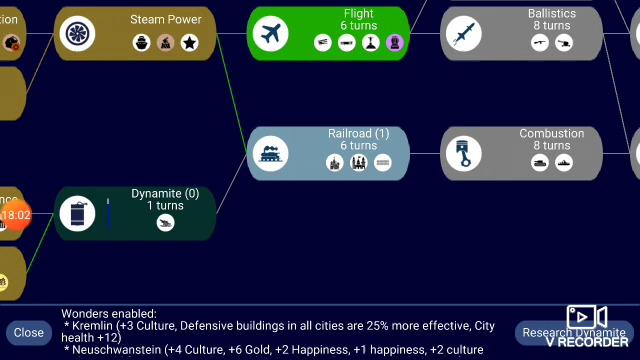 tion
Steam Power
Flight
6 turns
Ballistics
8 turns
Railroad (1)
6 turns
Combustion
8 turns
nce
18:02
Dynamite (0)
1 turns
Close
Wonders enabled:
* Kremlin (+3 Culture, Defensive buildings in all cities are 25% more effective, City
health +12)
* Neuschwanstein (+4 Culture, +6 Gold, +2 Happiness, +1 happiness, +2 culture
Research Dynamite
V RECORDER